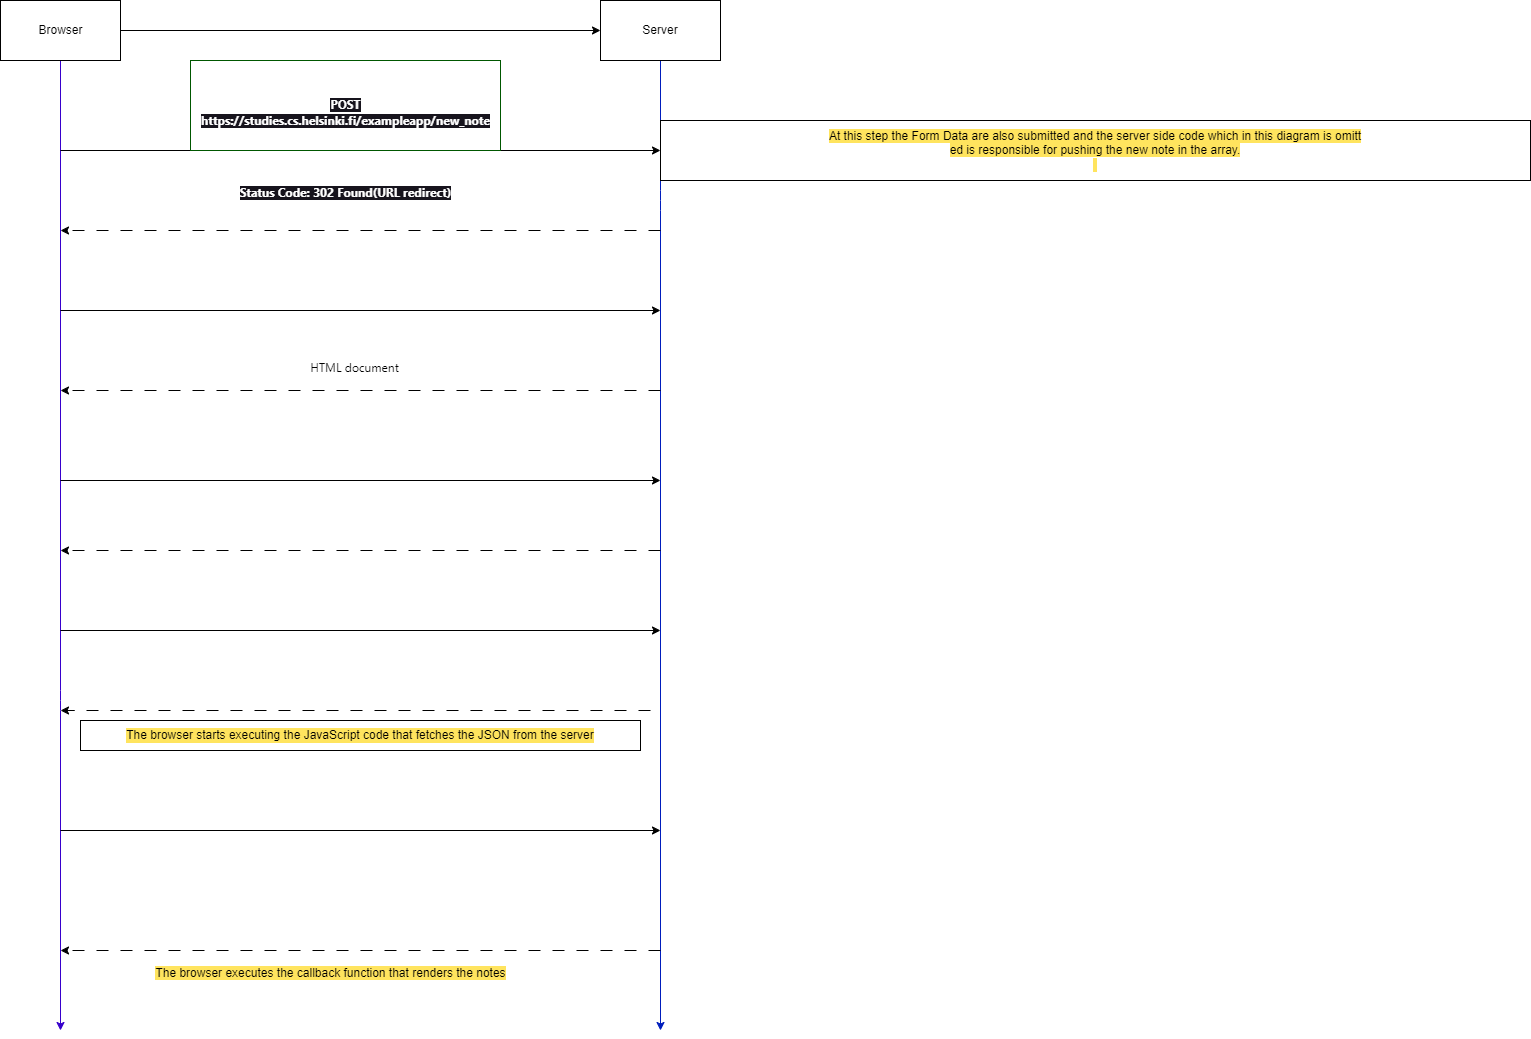 Browser
Server
POST
https://studies.cs.helsinki.fi/exampleapp/new_note
At this step the Form Data are also submitted and the server side code which in this diagram is omitt
ed is responsible for pushing the new note in the array.
Status Code: 302 Found(URL redirect)
HTML document
The browser starts executing the JavaScript code that fetches the JSON from the server
The browser executes the callback function that renders the notes